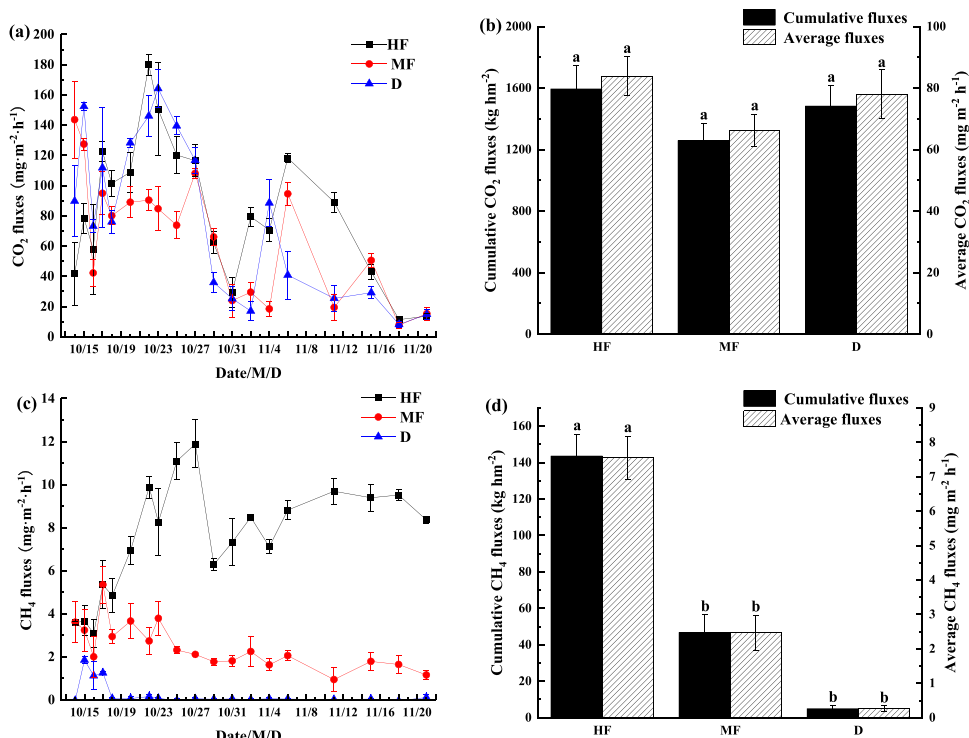 (a)
HF
MF
D
CO2 fluxes (mg·m-2·h-1)
200
180
160
140
120
100
80
60
40
20
0
10/15 10/19 10/23 10/27 10/31 11/4 11/8 11/12 11/16 11/20
Date/M/D
(b)
Cumulative fluxes
Average fluxes
Cumulative CO2 fluxes (kg hm-2)
2000
1600
1200
800
400
0
a a a a a a
HF MF D
100
80
60
40
20
0
Average CO2 fluxes (mg m-2 h-1)
(c)
HF
MF
D
CH4 fluxes (mg·m-2·h-1)
14
12
10
8
6
4
2
0
10/15 10/19 10/23 10/27 10/31 11/4 11/8 11/12 11/16 11/20
Date/M/D
(d)
Cumulative fluxes
Average fluxes
Cumulative CH4 fluxes (kg hm-2)
160
140
120
100
80
60
40
20
0
a a b b b b
HF MF D
9
8
7
6
5
4
3
2
1
0
Average CH4 fluxes (mg m-2 h-1)